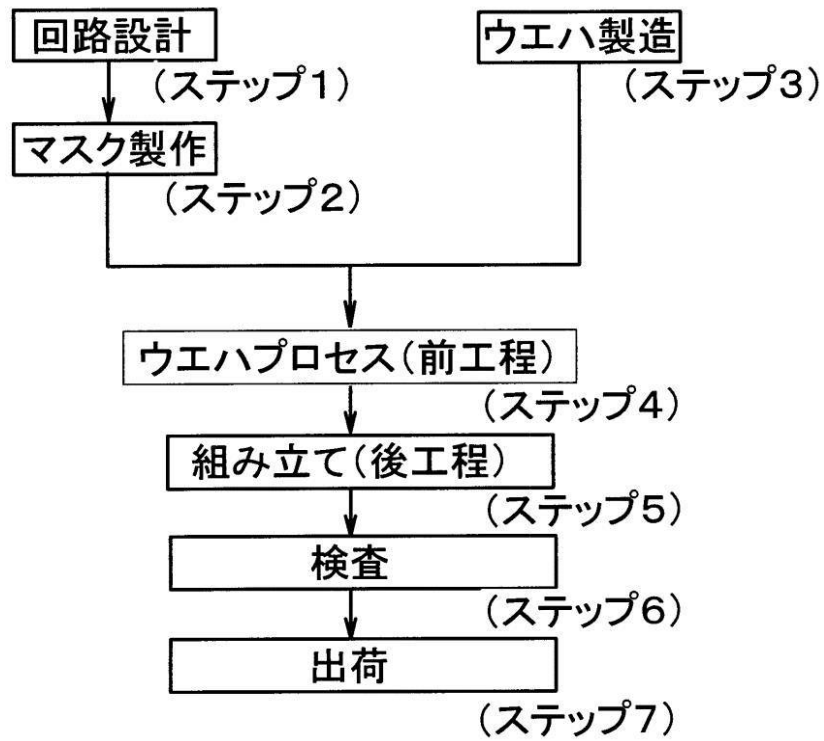 回路設計
(ステップ1)
ウエハ製造
(ステップ3)
マスク製作
(ステップ2)
ウエハプロセス(前工程)
(ステップ4)
組み立て(後工程)
(ステップ5)
検査
(ステップ6)
出荷
(ステップ7)